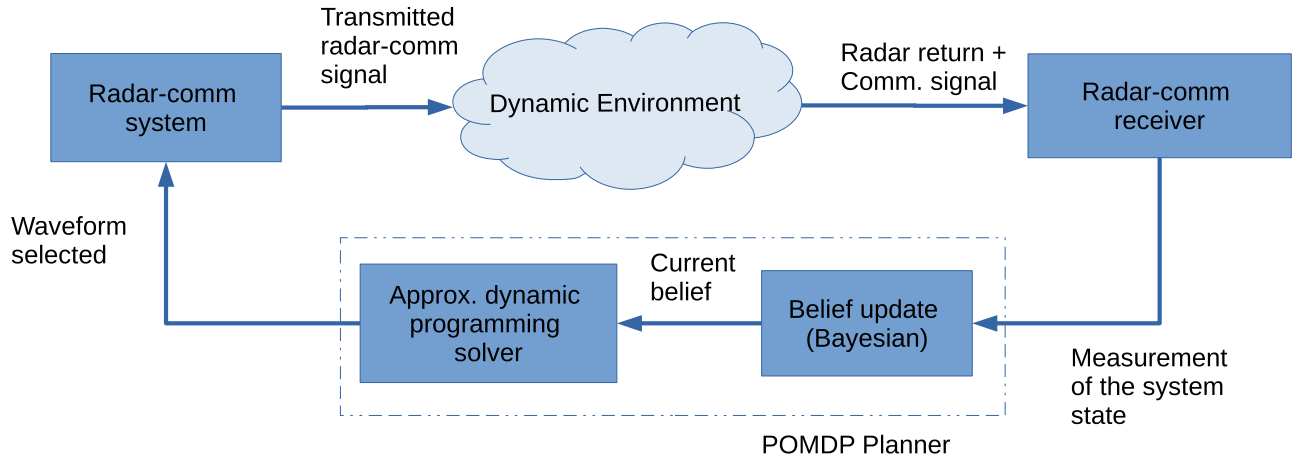 Transmitted
radar-comm
signal
Radar-comm
system
Dynamic Environment
Radar return +
Comm. signal
Radar-comm
receiver
Waveform
selected
Approx. dynamic
programming
solver
Current
belief
Belief update
(Bayesian)
Measurement
of the system
state
POMDP Planner